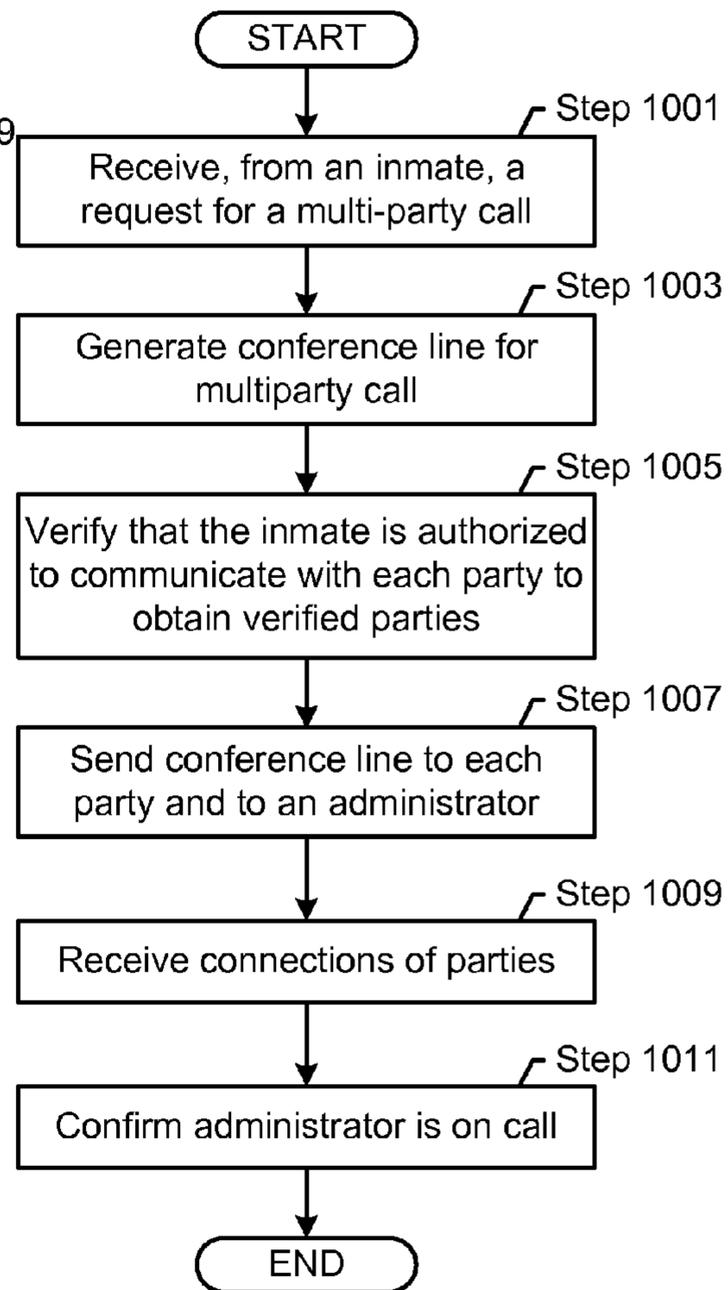 START
Step 1001
9
Receive, from an inmate, a
request for a multi-party call
Step 1003
Generate conference line for
multiparty call
Step 1005
Verify that the inmate is authorized
to communicate with each party to
obtain verified parties
Step 1007
Send conference line to each
party and to an administrator
Step 1009
Receive connections of parties
Step 1011
Confirm administrator is on call
END